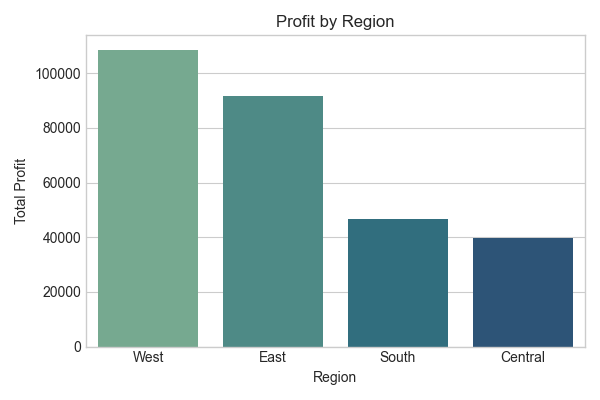 Profit by Region
Total Profit
100000
80000
60000
40000
20000
0
West East South Central
Region